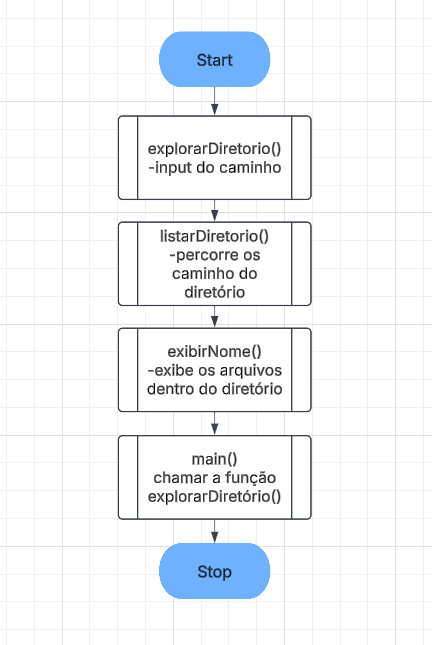 Start
explorarDiretorio()
-input do caminho
listarDiretorio()
-percorre os
caminho do
diretório
exibirNome()
-exibe os arquivos
dentro do diretório
main()
chamar a função
explorarDiretório()
Stop